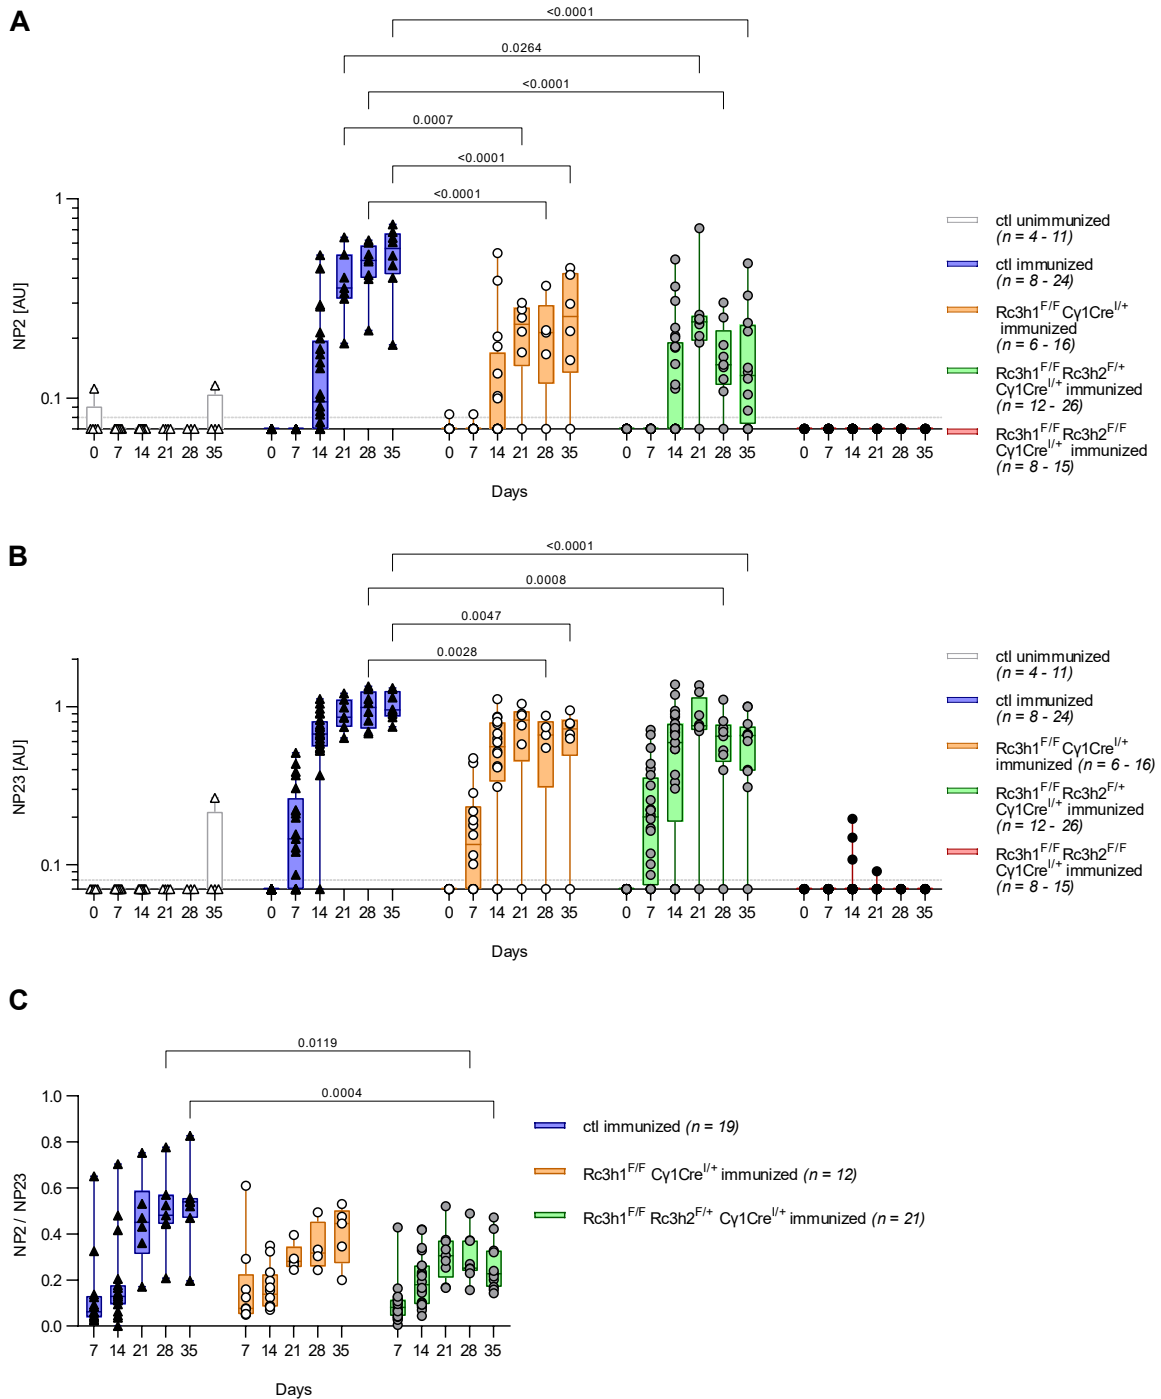 A
<0.0001
0.0264
<0.0001
0.0007
<0.0001
<0.0001
NP2 [AU]
1
0.1
0 7 14 21 28 35 0 7 14 21 28 35 0 7 14 21 28 35 0 7 14 21 28 35 0 7 14 21 28 35
Days
ctl unimmunized
(n = 4 - 11)
ctl immunized
(n = 8 - 24)
Rc3h1F/F Cγ1CreI/+
immunized
(n = 6 - 16)
Rc3h1F/F Rc3h2F/+
Cγ1CreI/+ immunized
(n = 12 - 26)
Rc3h1F/F Rc3h2F/F
Cγ1CreI/+ immunized
(n = 8 - 15)
B
<0.0001
0.0008
0.0047
0.0028
NP23 [AU]
1
0.1
0 7 14 21 28 35 0 7 14 21 28 35 0 7 14 21 28 35 0 7 14 21 28 35 0 7 14 21 28 35
Days
ctl unimmunized
(n = 4 - 11)
ctl immunized
(n = 8 - 24)
Rc3h1F/F Cγ1CreI/+
immunized (n = 6 - 16)
Rc3h1F/F Rc3h2F/+
Cγ1CreI/+ immunized
(n = 12 - 26)
Rc3h1F/F Rc3h2F/F
Cγ1CreI/+ immunized
(n = 8 - 15)
C
0.0119
0.0004
NP2 / NP23
1.0
0.8
0.6
0.4
0.2
0.0
7 14 21 28 35 7 14 21 28 35 7 14 21 28 35
Days
ctl immunized (n = 19)
Rc3h1F/F Cγ1CreI/+ immunized (n = 12)
Rc3h1F/F Rc3h2F/+ Cγ1CreI/+ immunized (n = 21)